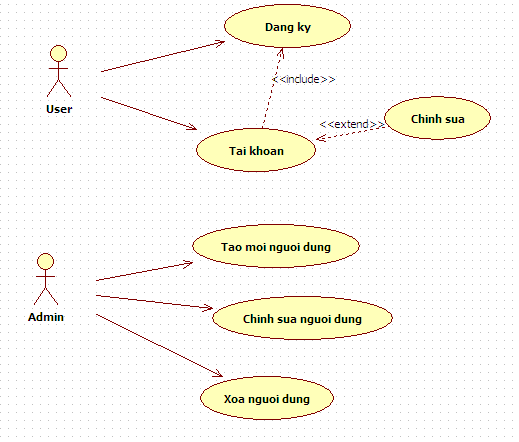 Dang ky
<<include>>
User
Chinh sua
<<extend>>
Tai khoan
Tao moi nguoi dung
Admin
Chinh sua nguoi dung
Xoa nguoi dung